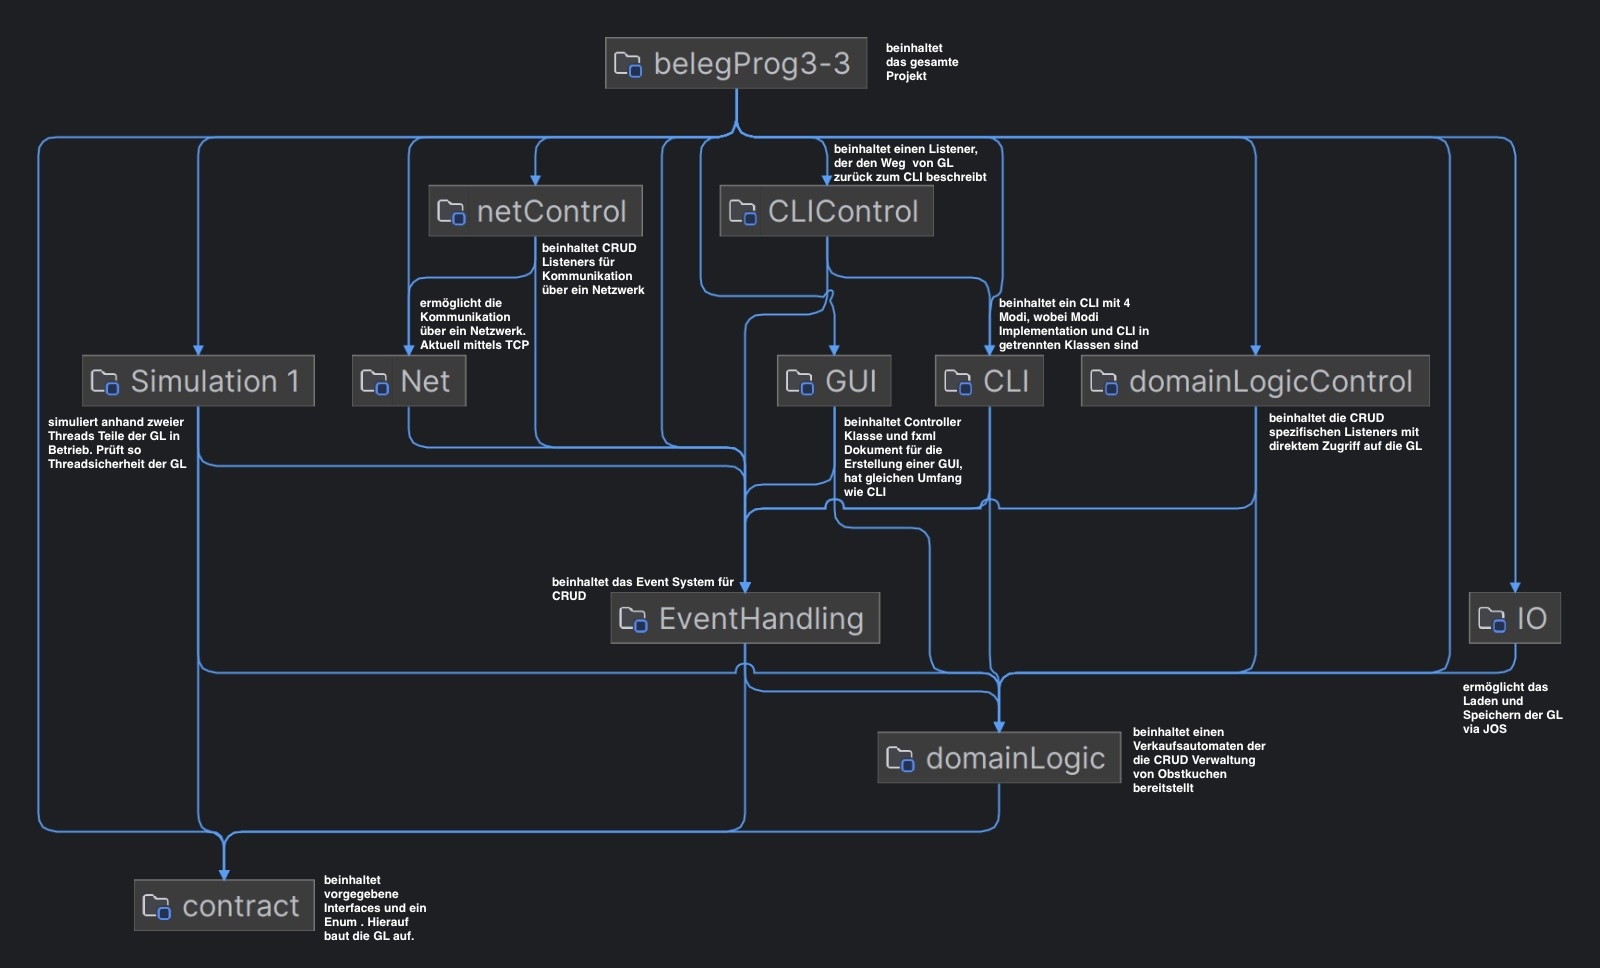 belegProg3-3
beinhaltet
das gesamte
Projekt
beinhaltet einen Listener,
der den Weg von GL
zurück zum CLI beschreibt
netControl
CLIControl
beinhaltet CRUD
Listeners für
Kommunikation
über ein Netzwerk
ermöglicht die
Kommunikation
über ein Netzwerk.
Aktuell mittels TCP
beinhaltet ein CLI mit 4
Modi, wobei Modi
Implementation und CLI in
getrennten Klassen sind
Simulation 1
Net
GUI
CLI
domainLogicControl
simuliert anhand zweier
Threads Teile der GL in
Betrieb. Prüft so
Threadsicherheit der GL
beinhaltet Controller
Klasse und fxml
Dokument für die
Erstellung einer GUI,
hat gleichen Umfang
wie CLI
beinhaltet die CRUD
spezifischen Listeners mit
direktem Zugriff auf die GL
beinhaltet das Event System für
CRUD
EventHandling
IO
ermöglicht das
Laden und
Speichern der GL
via JOS
domainLogic
beinhaltet einen
Verkaufsautomaten der
die CRUD Verwaltung
von Obstkuchen
bereitstellt
contract
beinhaltet
vorgegebene
Interfaces und ein
Enum . Hierauf
baut die GL auf.